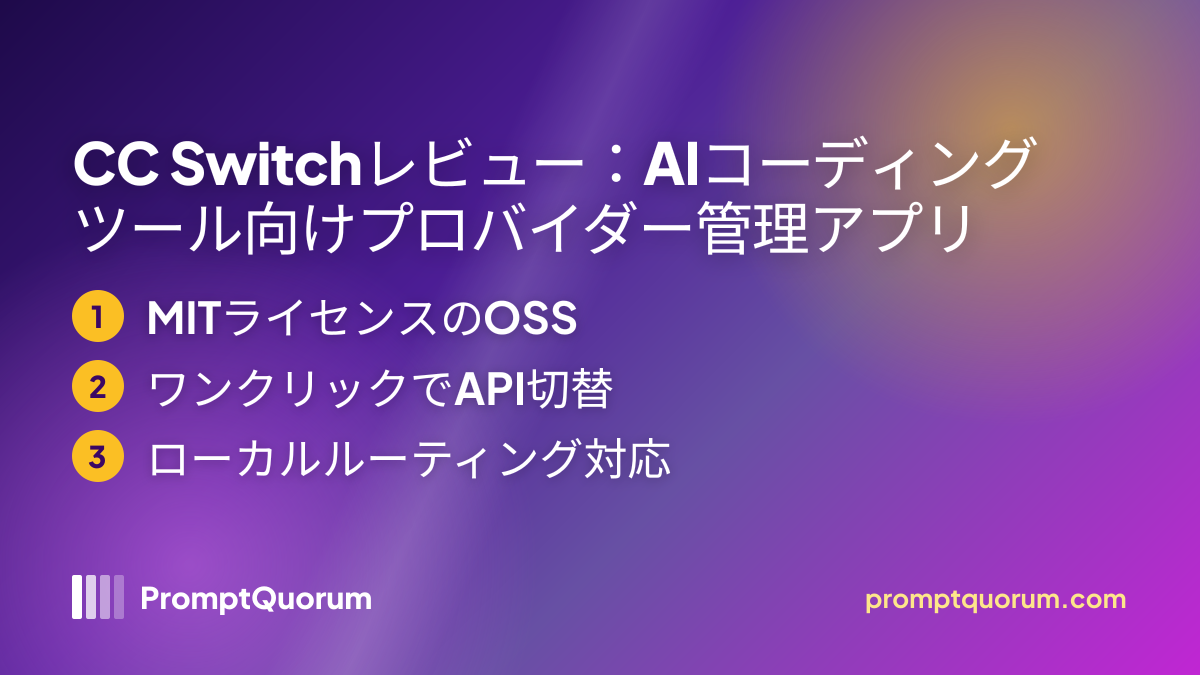 CC Switchレビュー：AIコーディング
ツール向けプロバイダー管理アプリ
1 MITライセンスのOSS
2 ワンクリックでAPI切替
3 ローカルルーティング対応
PromptQuorum
promptquorum.com